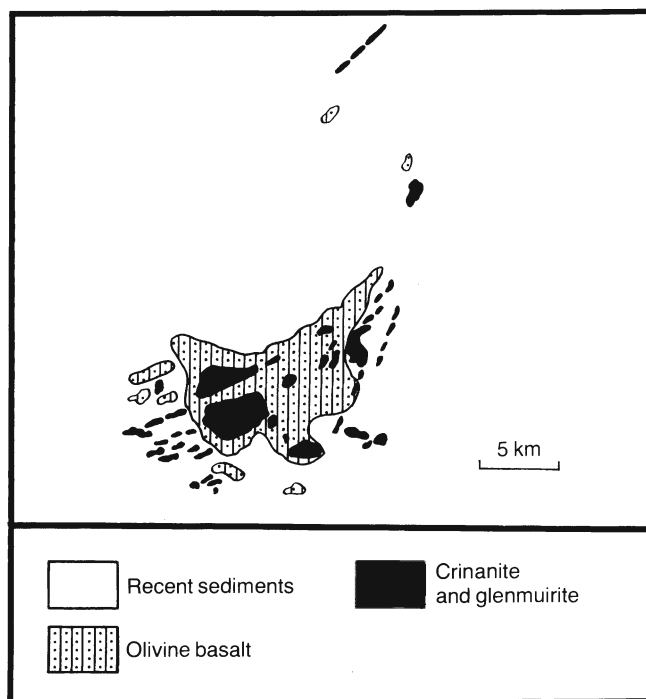 5 km
Recent sediments
Crinanite
and glenmuirite
Olivine basalt